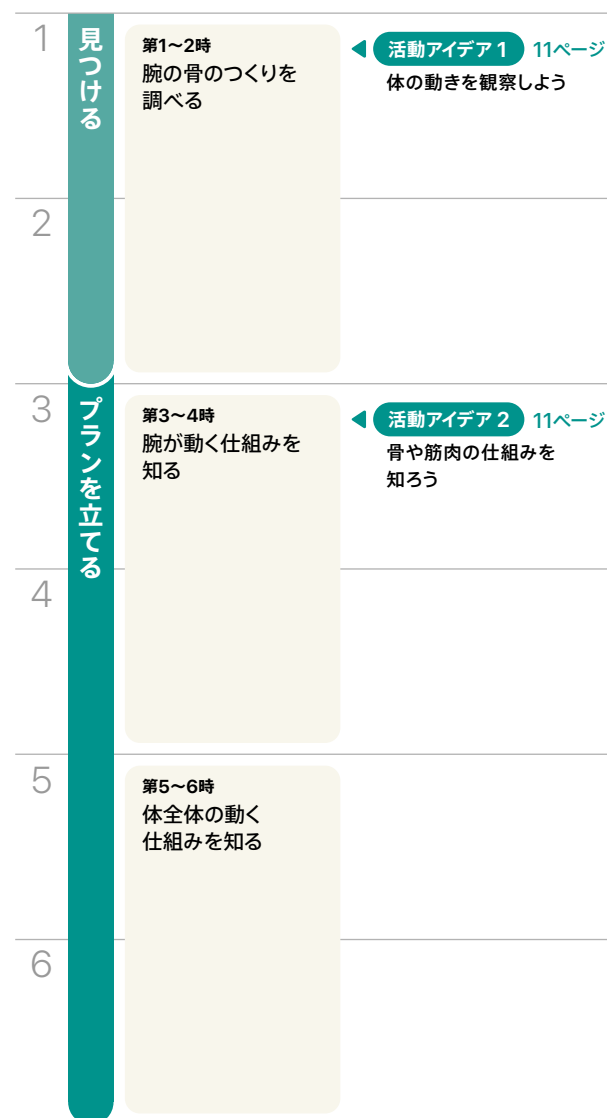 1
見つける
第1〜2時
腕の骨のつくりを
調べる
活動アイデア 1 11ページ
体の動きを観察しよう
2
3
プランを立てる
第3〜4時
腕が動く仕組みを
知る
活動アイデア 2 11ページ
骨や筋肉の仕組みを
知ろう
4
5
第5〜6時
体全体の動く
仕組みを知る
6